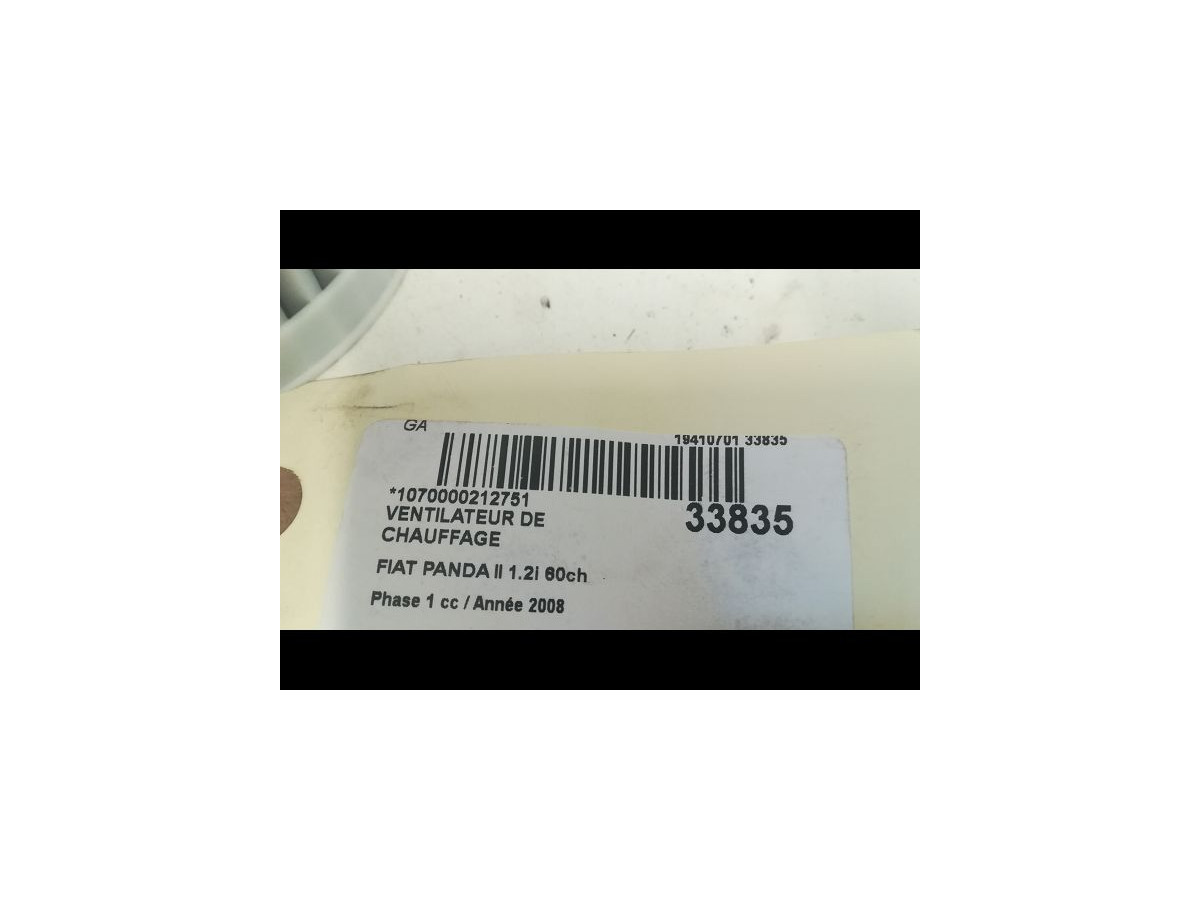 GA
19410701 33835
*1070000212751
33835
VENTILATEUR DE
CHAUFFAGE
FIAT PANDA II 1.2i 60ch
Phase 1 cc / Année 2008